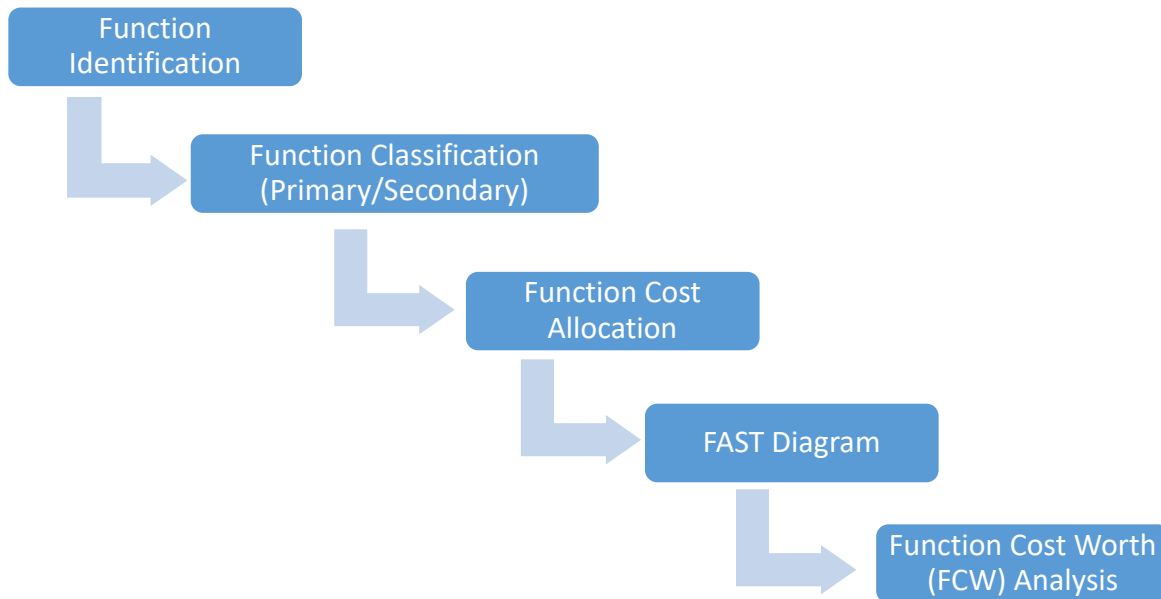 Function
Identification
Function Classification
(Primary/Secondary)
Function Cost
Allocation
FAST Diagram
Function Cost Worth
(FCW) Analysis